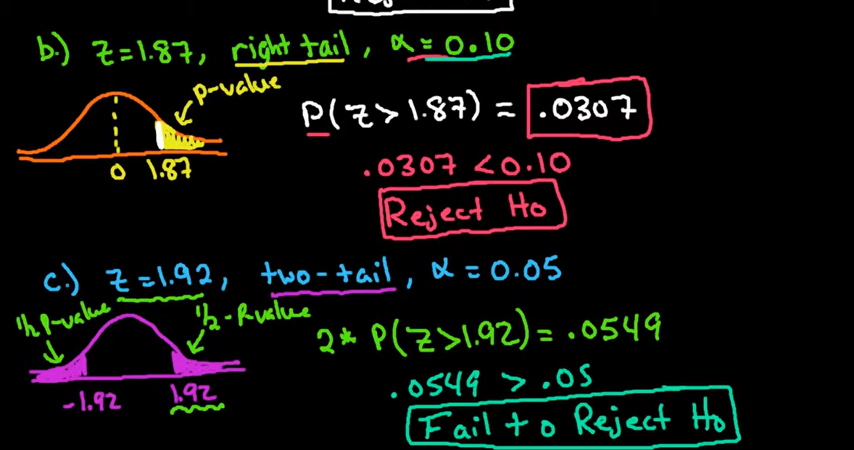 b.) z=1.87, right tail, α = 0.10
p-value
P(z>1.87) = .0307
0 1.87
.0307 < 0.10
Reject Ho
c.) z=1.92, two-tail, α = 0.05
½ P-value
½-P-value
2* P(z>1.92) = .0549
-1.92 1.92
.0549 > .05
Fail to Reject Ho